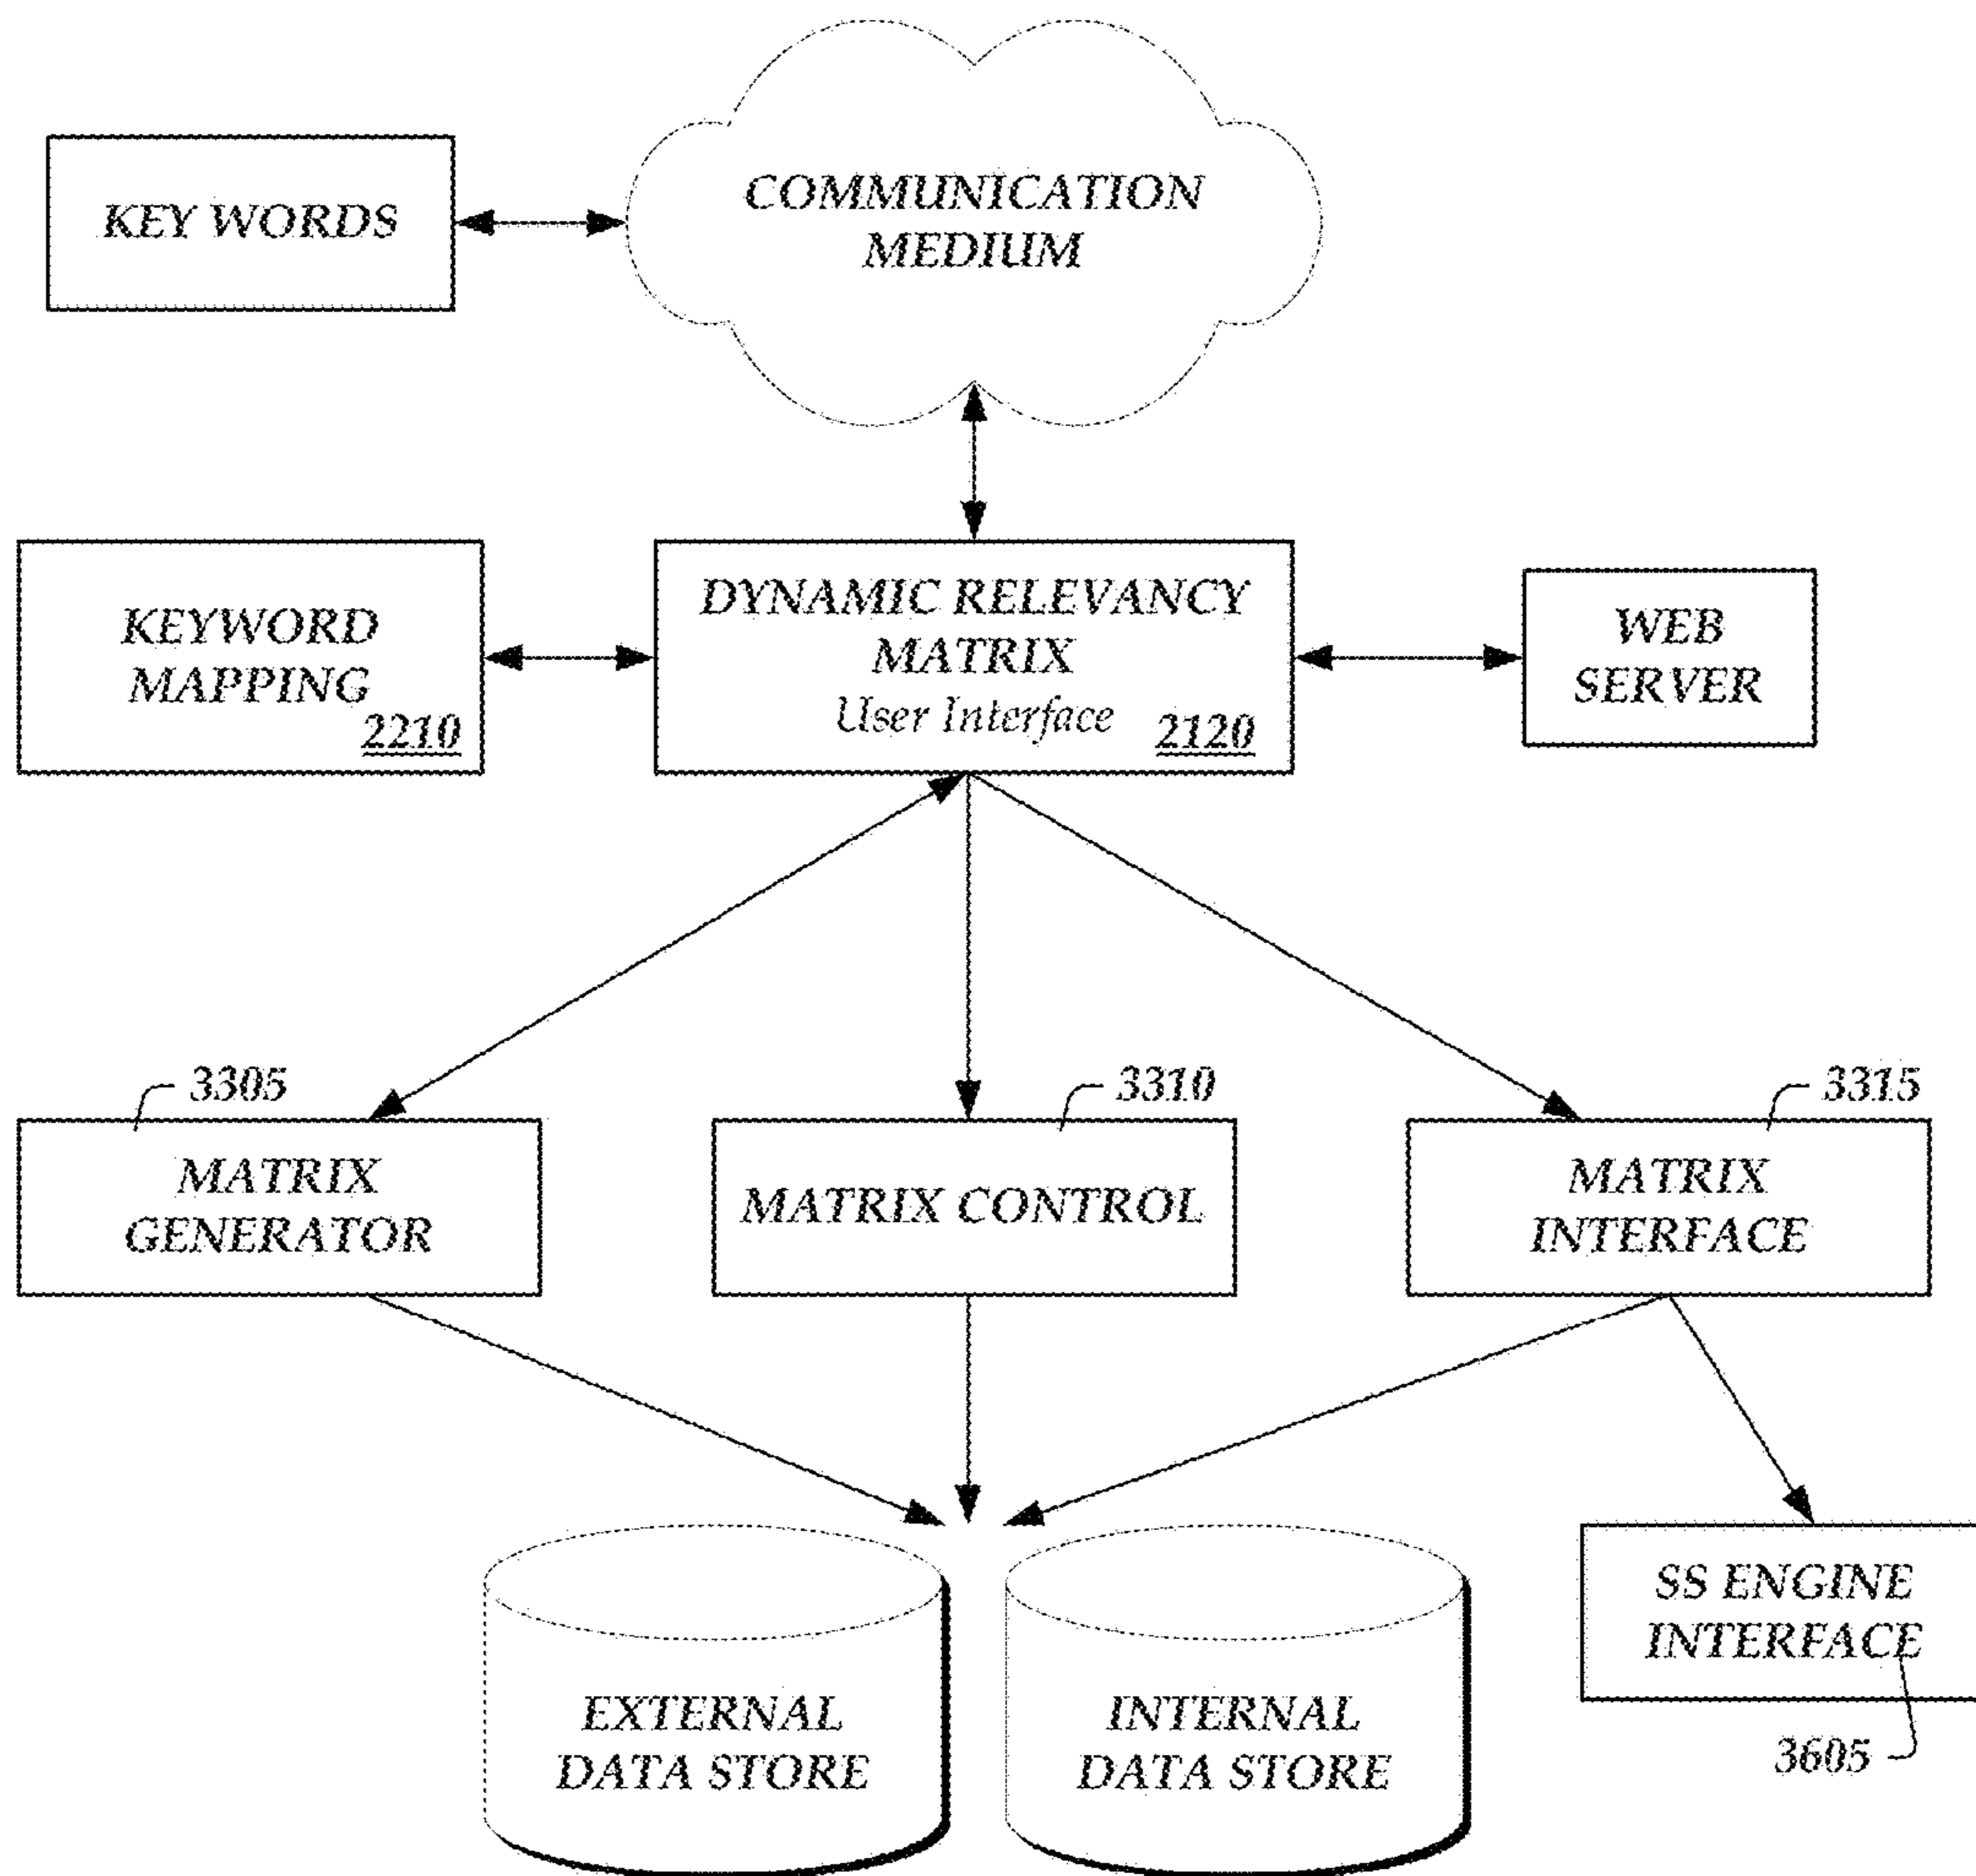 COMMUNICATION
MEDIUM
KEY WORDS
KEYWORD
MAPPING
2210
DYNAMIC RELEVANCY
MATRIX
User Interface
2120
WEB
SERVER
3305
MATRIX
GENERATOR
3310
MATRIX CONTROL
3315
MATRIX
INTERFACE
EXTERNAL
DATA STORE
INTERNAL
DATA STORE
SS ENGINE
INTERFACE
3605